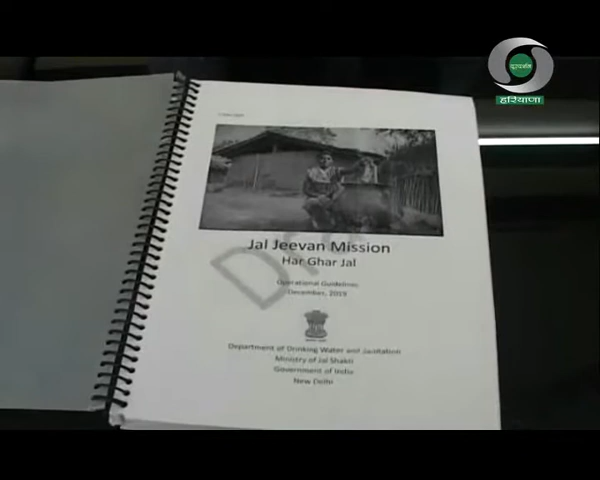 दूरदर्शन
हरियाणा
Draft
Jal Jeevan Mission
Har Ghar Jal
Operational Guidelines
December, 2019
Department of Drinking Water and Sanitation
Ministry of Jal Shakti
Government of India
New Delhi